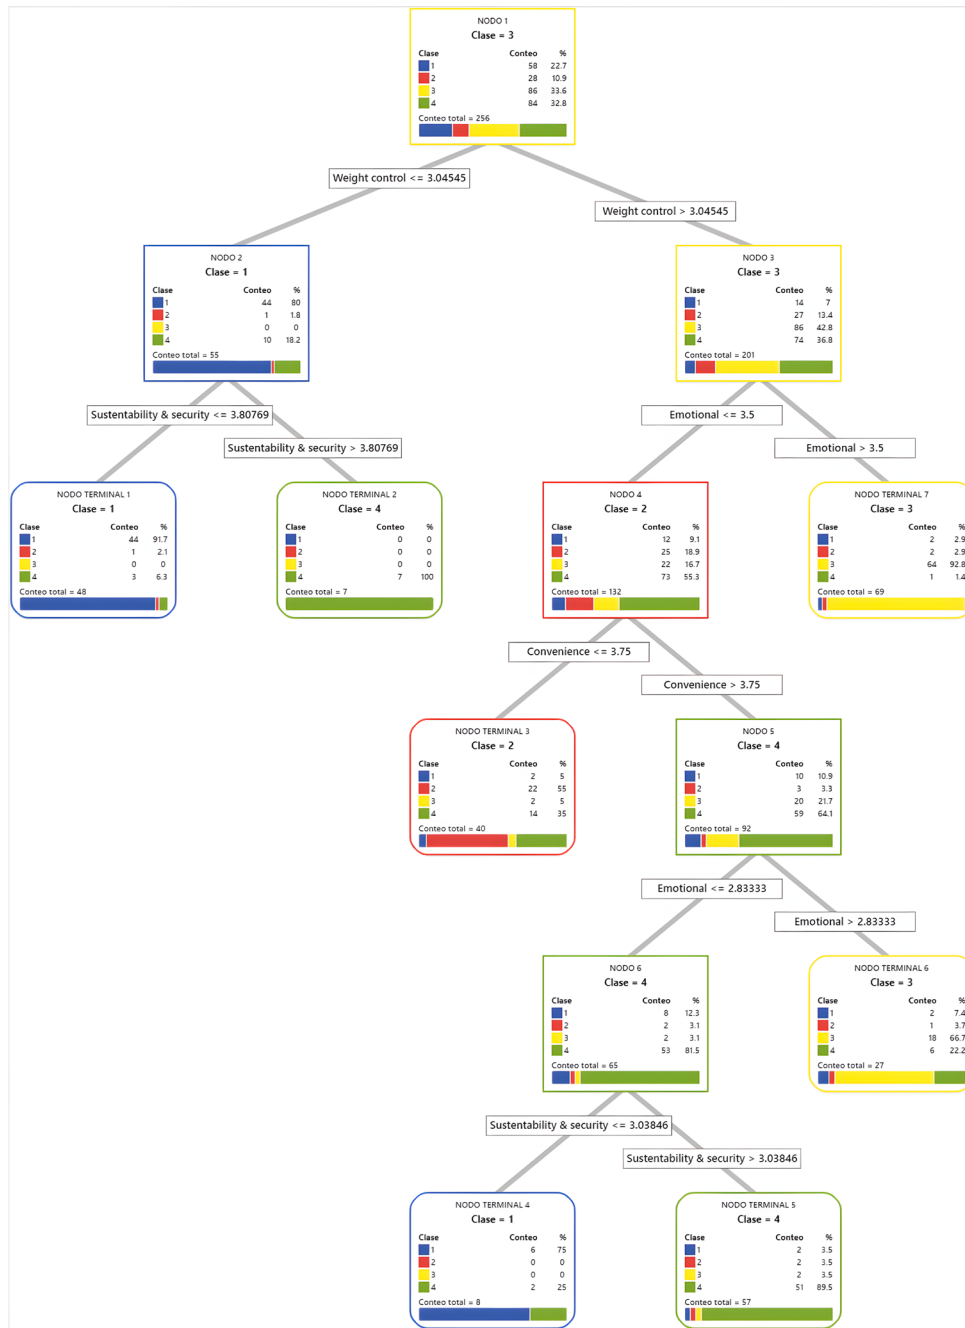 NODO 1
Clase = 3
Clase Conteo %
1 58 22.7
2 28 10.9
3 86 33.6
4 84 32.8
Conteo total = 256
Weight control <= 3.04545
Weight control > 3.04545
NODO 2
Clase = 1
Clase Conteo %
1 44 80
2 1 1.8
3 0 0
4 10 18.2
Conteo total = 55
NODO 3
Clase = 3
Clase Conteo %
1 14 7
2 27 13.4
3 86 42.8
4 74 36.8
Conteo total = 201
Sustentability & security <= 3.80769
Sustentability & security > 3.80769
Emotional <= 3.5
Emotional > 3.5
NODO TERMINAL 1
Clase = 1
Clase Conteo %
1 44 91.7
2 1 2.1
3 0 0
4 3 6.3
Conteo total = 48
NODO TERMINAL 2
Clase = 4
Clase Conteo %
1 0 0
2 0 0
3 0 0
4 7 100
Conteo total = 7
NODO 4
Clase = 2
Clase Conteo %
1 12 9.1
2 25 18.9
3 22 16.7
4 73 55.3
Conteo total = 132
NODO TERMINAL 7
Clase = 3
Clase Conteo %
1 2 2.9
2 2 2.9
3 64 92.8
4 1 1.4
Conteo total = 69
Convenience <= 3.75
Convenience > 3.75
NODO TERMINAL 3
Clase = 2
Clase Conteo %
1 2 5
2 22 55
3 2 5
4 14 35
Conteo total = 40
NODO 5
Clase = 4
Clase Conteo %
1 10 10.9
2 3 3.3
3 20 21.7
4 59 64.1
Conteo total = 92
Emotional <= 2.83333
Emotional > 2.83333
NODO 6
Clase = 4
Clase Conteo %
1 8 12.3
2 2 3.1
3 2 3.1
4 53 81.5
Conteo total = 65
NODO TERMINAL 6
Clase = 3
Clase Conteo %
1 2 7.4
2 1 3.7
3 18 66.7
4 6 22.2
Conteo total = 27
Sustentability & security <= 3.03846
Sustentability & security > 3.03846
NODO TERMINAL 4
Clase = 1
Clase Conteo %
1 6 75
2 0 0
3 0 0
4 2 25
Conteo total = 8
NODO TERMINAL 5
Clase = 4
Clase Conteo %
1 2 3.5
2 2 3.5
3 2 3.5
4 51 89.5
Conteo total = 57